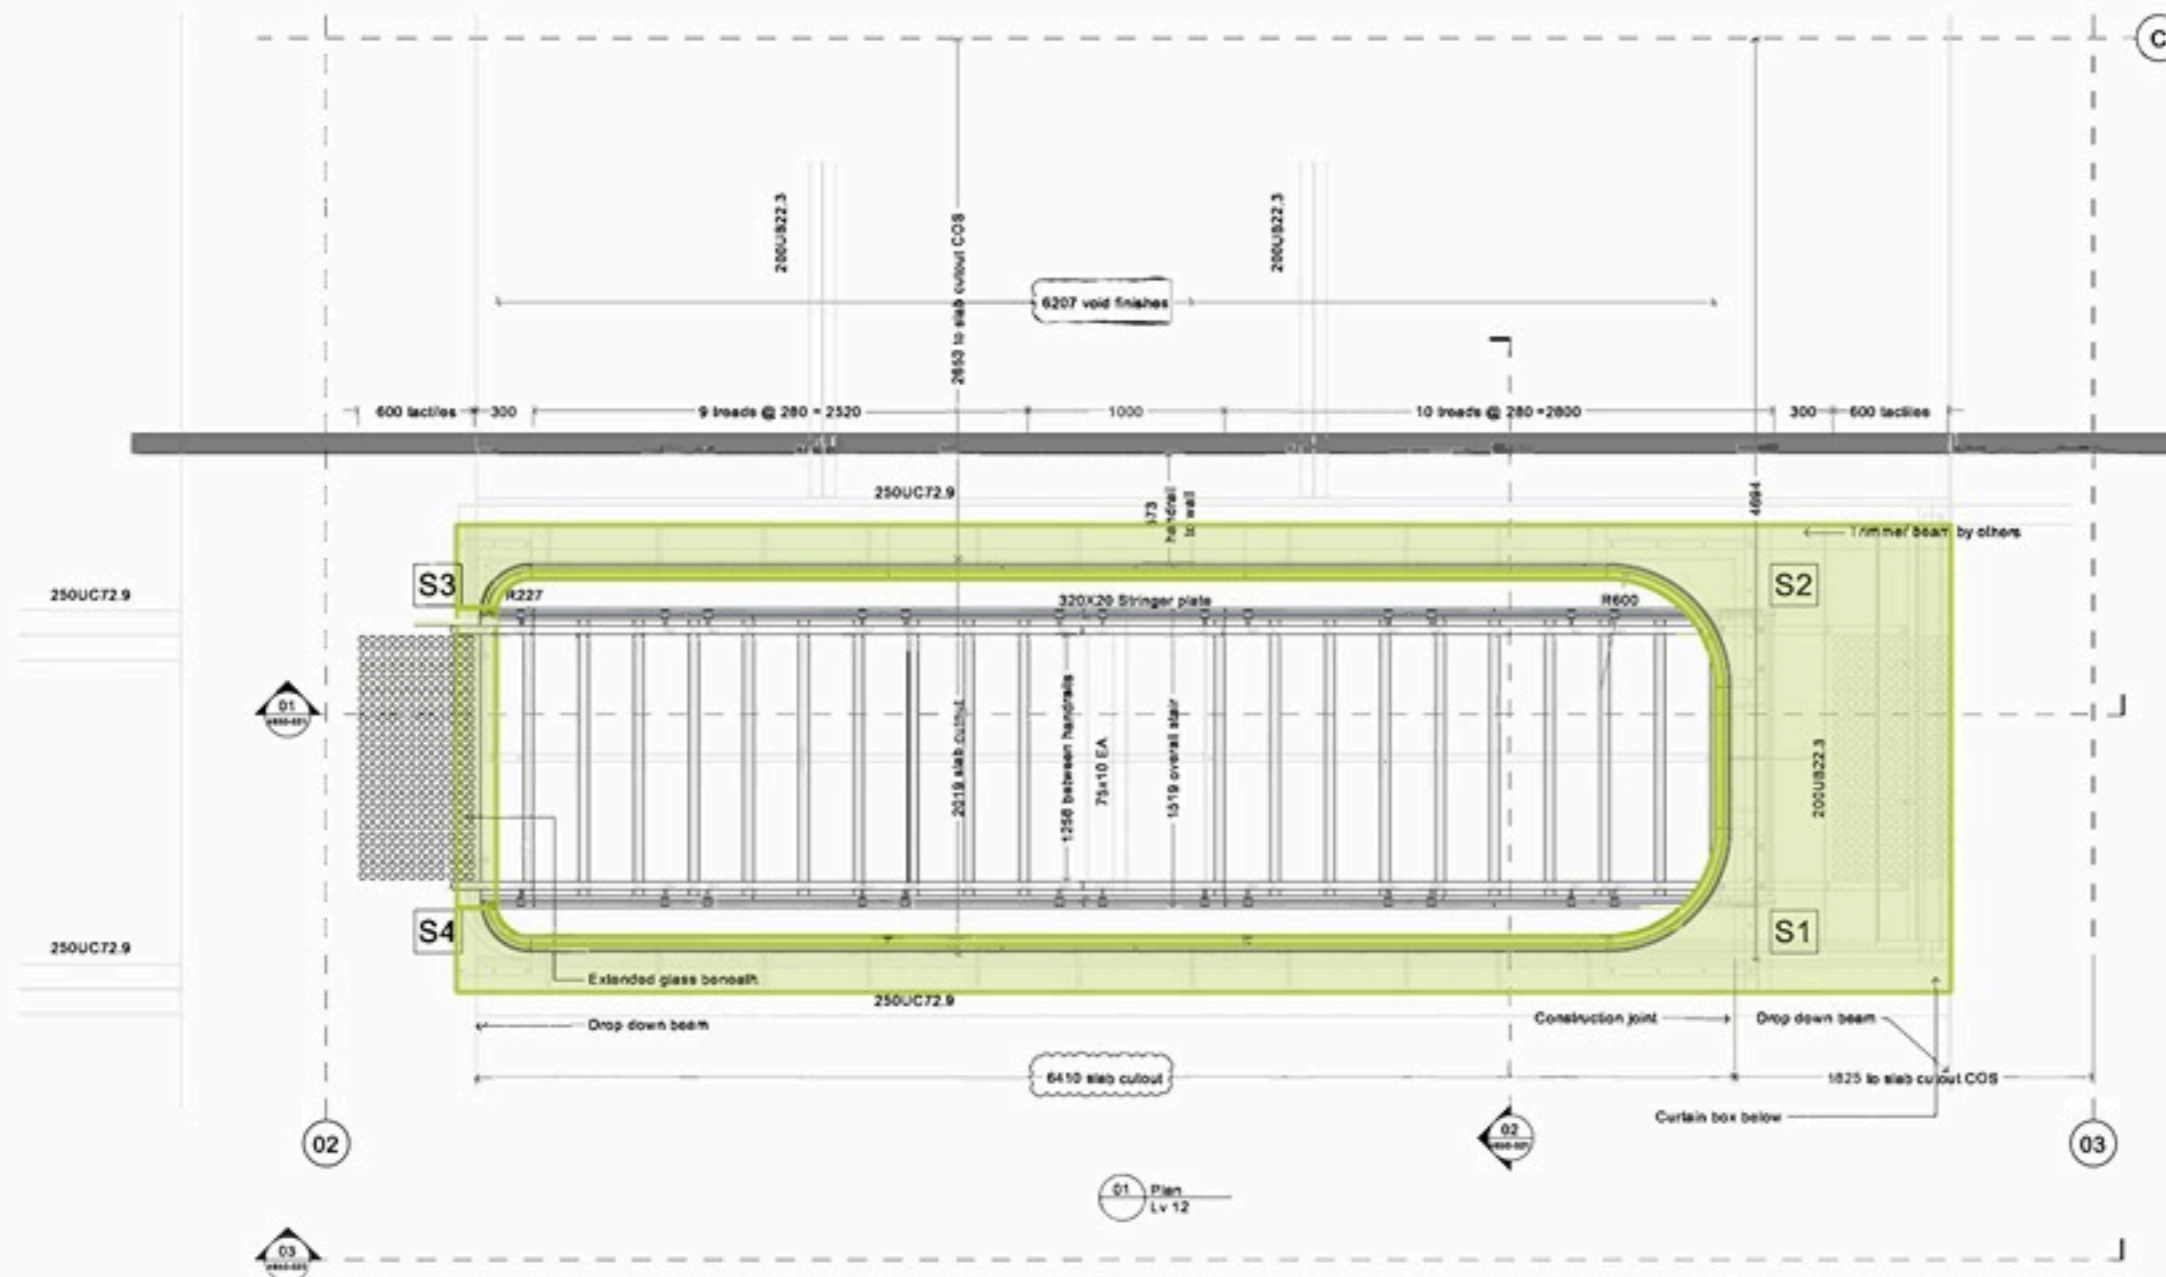 C
200UB22.3
2653 to slab cutout COS
200UB22.3
6207 void finishes
600 tactiles
300
9 treads @ 280 = 2520
1000
10 treads @ 280 =2800
300
600 tactiles
250UC72.9
handrail
to wall
4694
Trimmer beam by others
S3
S2
250UC72.9
R227
320X20 Stringer plate
R600
01
2019 slab cutout
1258 between handrails
75x10 EA
1519 overall stair
200UB22.3
S4
S1
250UC72.9
Extended glass beneath
250UC72.9
Drop down beam
Construction joint
Drop down beam
6410 slab cutout
1825 to slab cutout COS
Curtain box below
02
02
03
01
Plan
Lv 12
03